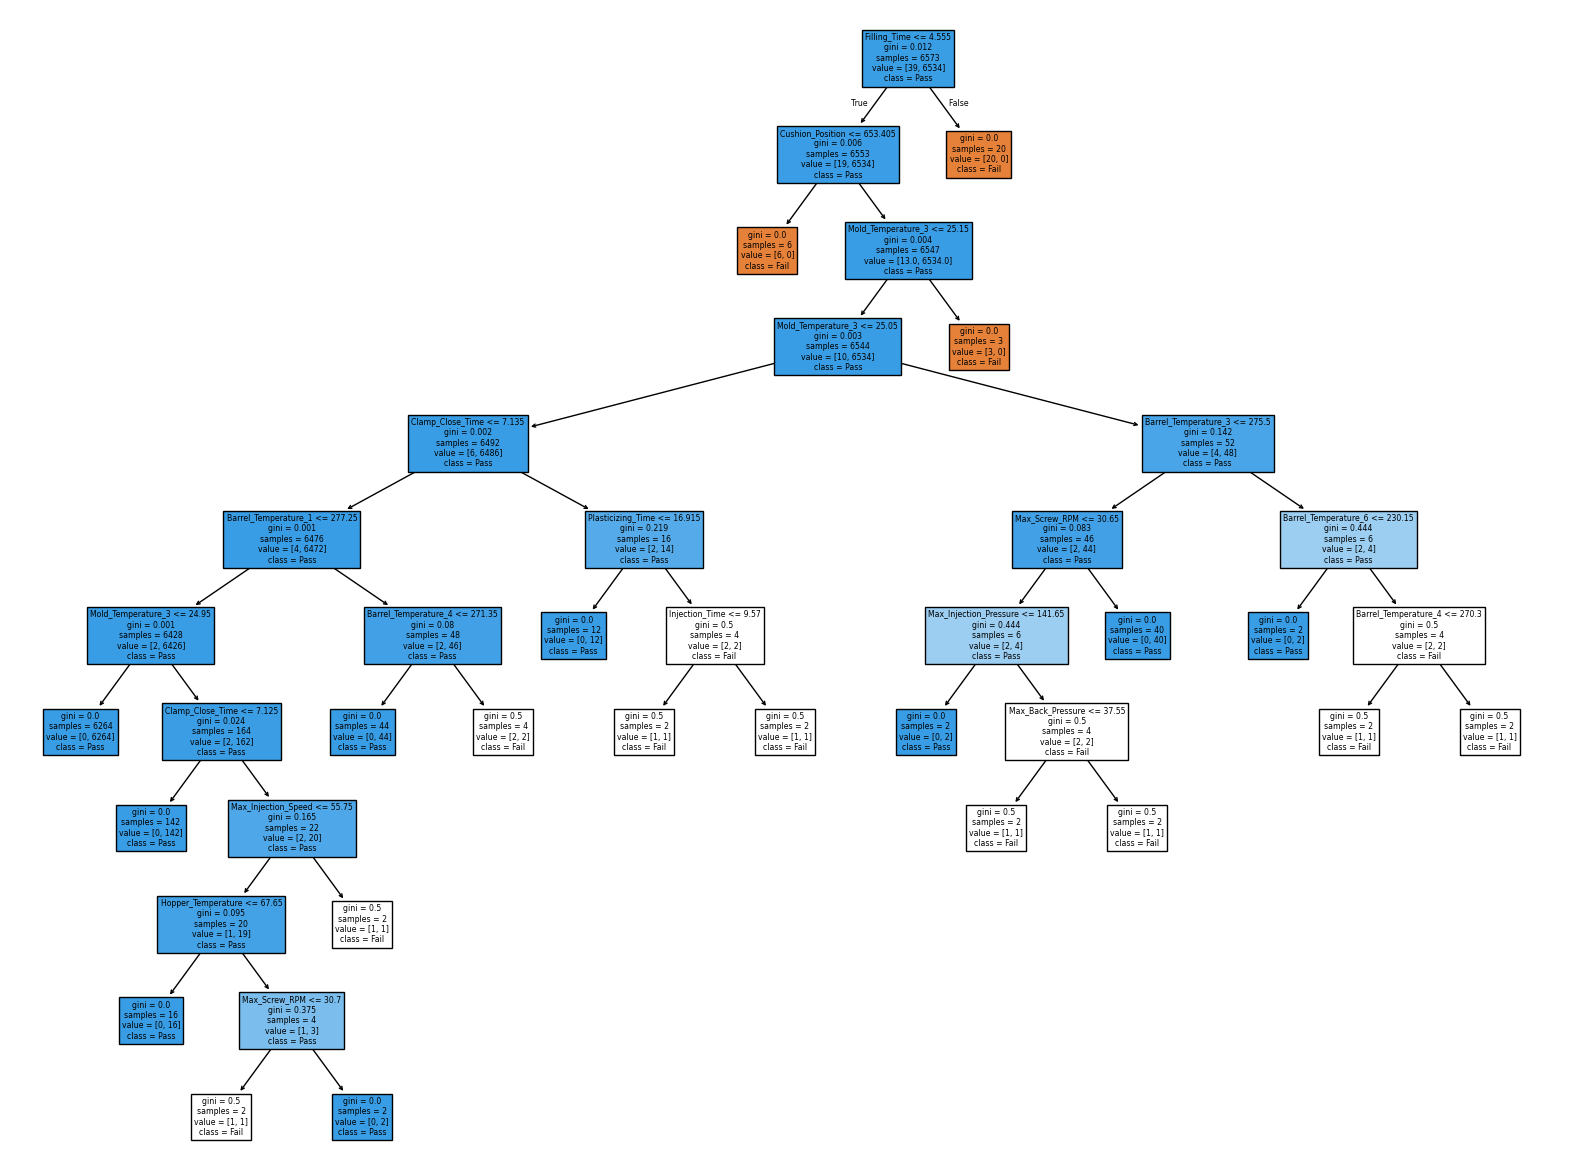 Filling_Time <= 4.555
gini = 0.012
samples = 6573
value = [39, 6534]
class = Pass
True
False
Cushion_Position <= 653.405
gini = 0.006
samples = 6553
value = [19, 6534]
class = Pass
gini = 0.0
samples = 20
value = [20, 0]
class = Fail
gini = 0.0
samples = 6
value = [6, 0]
class = Fail
Mold_Temperature_3 <= 25.15
gini = 0.004
samples = 6547
value = [13.0, 6534.0]
class = Pass
Mold_Temperature_3 <= 25.05
gini = 0.003
samples = 6544
value = [10, 6534]
class = Pass
gini = 0.0
samples = 3
value = [3, 0]
class = Fail
Clamp_Close_Time <= 7.135
gini = 0.002
samples = 6492
value = [6, 6486]
class = Pass
Barrel_Temperature_3 <= 275.5
gini = 0.142
samples = 52
value = [4, 48]
class = Pass
Barrel_Temperature_1 <= 277.25
gini = 0.001
samples = 6476
value = [4, 6472]
class = Pass
Plasticizing_Time <= 16.915
gini = 0.219
samples = 16
value = [2, 14]
class = Pass
Max_Screw_RPM <= 30.65
gini = 0.083
samples = 46
value = [2, 44]
class = Pass
Barrel_Temperature_6 <= 230.15
gini = 0.444
samples = 6
value = [2, 4]
class = Pass
Mold_Temperature_3 <= 24.95
gini = 0.001
samples = 6428
value = [2, 6426]
class = Pass
Barrel_Temperature_4 <= 271.35
gini = 0.08
samples = 48
value = [2, 46]
class = Pass
gini = 0.0
samples = 12
value = [0, 12]
class = Pass
Injection_Time <= 9.57
gini = 0.5
samples = 4
value = [2, 2]
class = Fail
Max_Injection_Pressure <= 141.65
gini = 0.444
samples = 6
value = [2, 4]
class = Pass
gini = 0.0
samples = 40
value = [0, 40]
class = Pass
gini = 0.0
samples = 2
value = [0, 2]
class = Pass
Barrel_Temperature_4 <= 270.3
gini = 0.5
samples = 4
value = [2, 2]
class = Fail
gini = 0.0
samples = 6264
value = [0, 6264]
class = Pass
Clamp_Close_Time <= 7.125
gini = 0.024
samples = 164
value = [2, 162]
class = Pass
gini = 0.0
samples = 44
value = [0, 44]
class = Pass
gini = 0.5
samples = 4
value = [2, 2]
class = Fail
gini = 0.5
samples = 2
value = [1, 1]
class = Fail
gini = 0.5
samples = 2
value = [1, 1]
class = Fail
gini = 0.0
samples = 2
value = [0, 2]
class = Pass
Max_Back_Pressure <= 37.55
gini = 0.5
samples = 4
value = [2, 2]
class = Fail
gini = 0.5
samples = 2
value = [1, 1]
class = Fail
gini = 0.5
samples = 2
value = [1, 1]
class = Fail
gini = 0.0
samples = 142
value = [0, 142]
class = Pass
Max_Injection_Speed <= 55.75
gini = 0.165
samples = 22
value = [2, 20]
class = Pass
gini = 0.5
samples = 2
value = [1, 1]
class = Fail
gini = 0.5
samples = 2
value = [1, 1]
class = Fail
Hopper_Temperature <= 67.65
gini = 0.095
samples = 20
value = [1, 19]
class = Pass
gini = 0.5
samples = 2
value = [1, 1]
class = Fail
gini = 0.0
samples = 16
value = [0, 16]
class = Pass
Max_Screw_RPM <= 30.7
gini = 0.375
samples = 4
value = [1, 3]
class = Pass
gini = 0.5
samples = 2
value = [1, 1]
class = Fail
gini = 0.0
samples = 2
value = [0, 2]
class = Pass